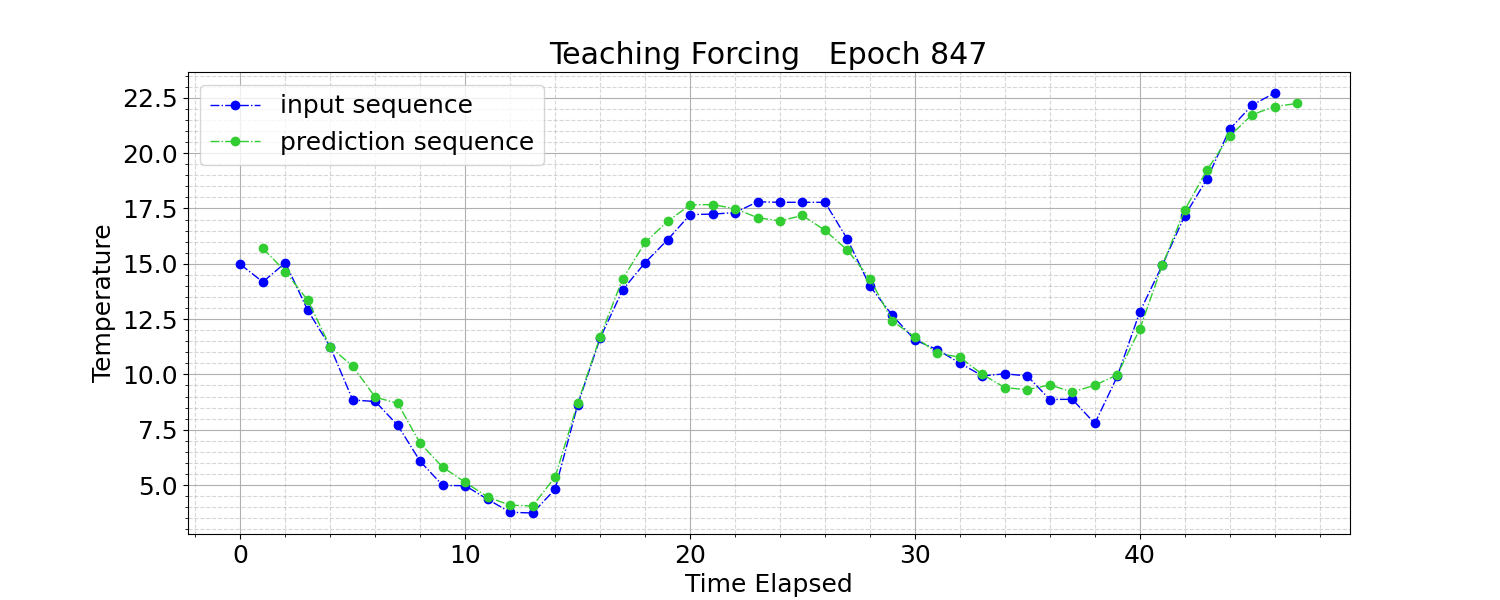 Teaching Forcing   Epoch 847
input sequence
prediction sequence
22.5
20.0
17.5
15.0
12.5
10.0
7.5
5.0
Temperature
0 10 20 30 40
Time Elapsed